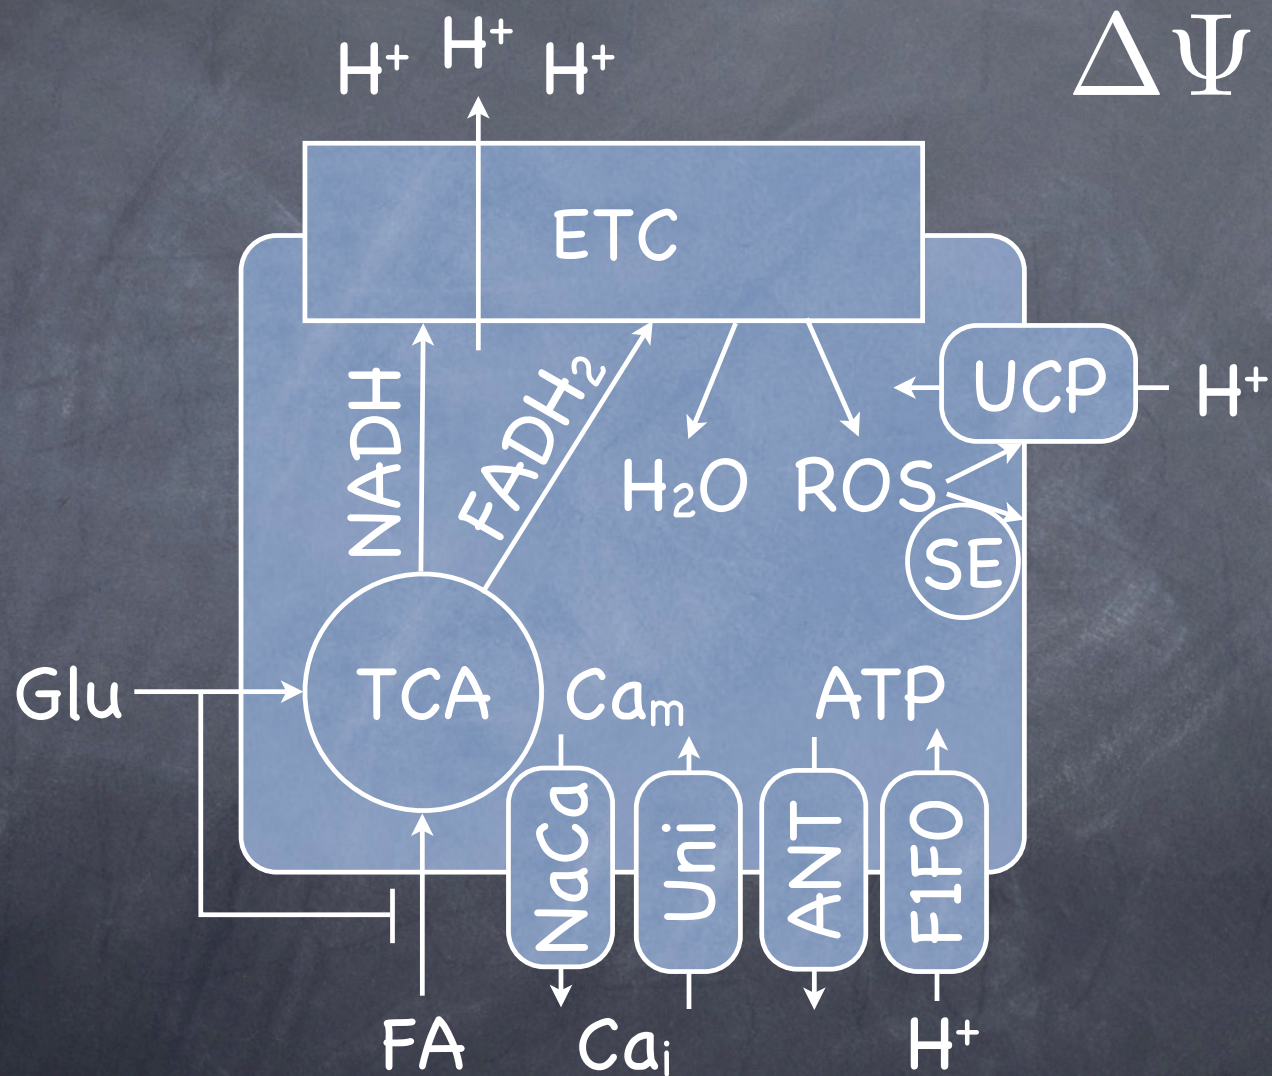 H⁺ H⁺ H⁺
ΔΨ
ETC
NADH
FADH₂
UCP
H⁺
H₂O
ROS
SE
Glu
TCA
Caₘ
ATP
NaCa
Uni
ANT
F1F0
FA
Caᵢ
H⁺